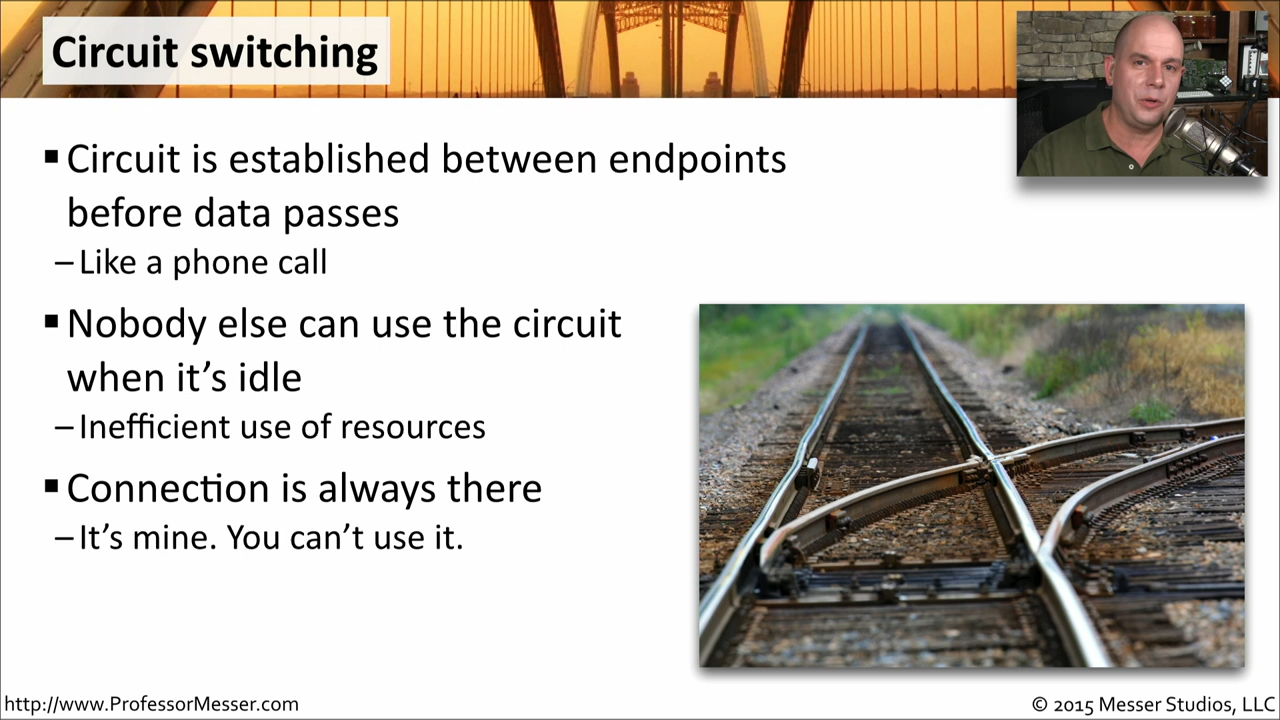 Circuit switching
▪ Circuit is established between endpoints
before data passes
– Like a phone call
▪ Nobody else can use the circuit
when it’s idle
– Inefficient use of resources
▪ Connection is always there
– It’s mine. You can’t use it.
http://www.ProfessorMesser.com
© 2015 Messer Studios, LLC